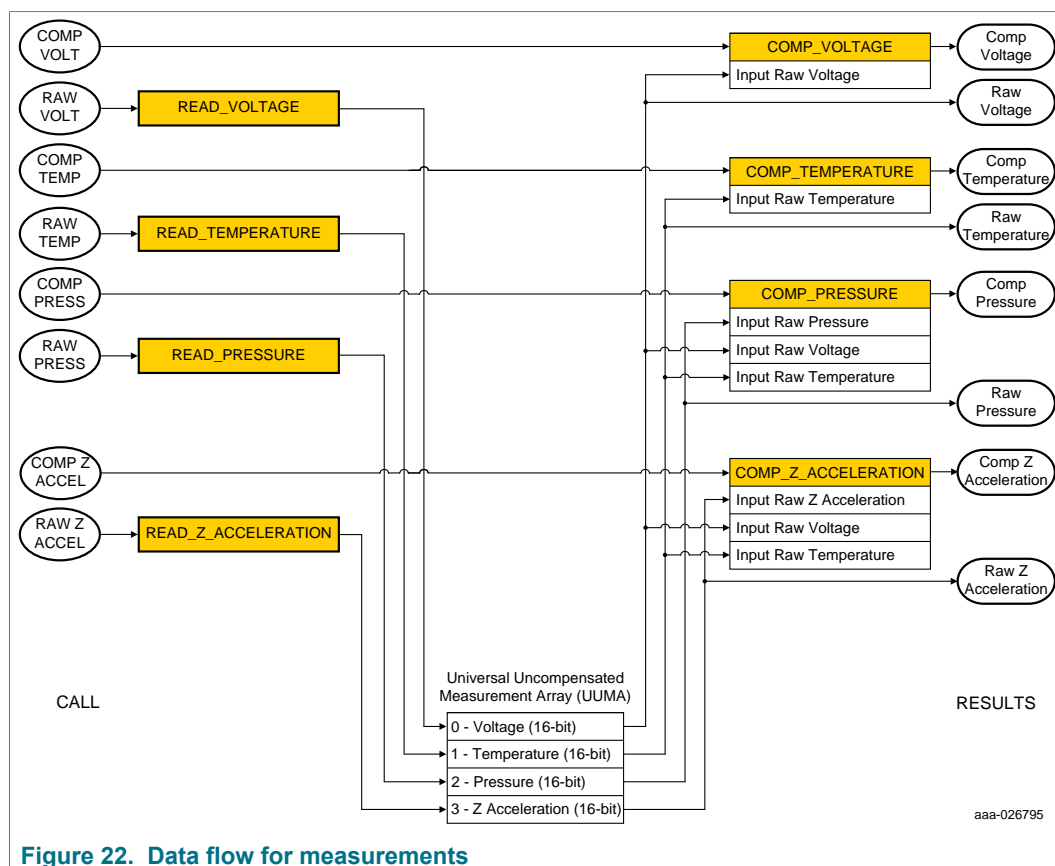 COMP
VOLT
COMP_VOLTAGE
Comp
Voltage
Input Raw Voltage
RAW
VOLT
READ_VOLTAGE
Raw
Voltage
COMP
TEMP
COMP_TEMPERATURE
Comp
Temperature
Input Raw Temperature
RAW
TEMP
READ_TEMPERATURE
Raw
Temperature
COMP
PRESS
COMP_PRESSURE
Comp
Pressure
Input Raw Pressure
RAW
PRESS
READ_PRESSURE
Input Raw Voltage
Input Raw Temperature
Raw
Pressure
COMP Z
ACCEL
COMP_Z_ACCELERATION
Comp Z
Acceleration
Input Raw Z Acceleration
RAW Z
ACCEL
READ_Z_ACCELERATION
Input Raw Voltage
Input Raw Temperature
Raw Z
Acceleration
CALL
Universal Uncompensated
Measurement Array (UUMA)
RESULTS
0 - Voltage (16-bit)
1 - Temperature (16-bit)
2 - Pressure (16-bit)
3 - Z Acceleration (16-bit)
aaa-026795
Figure 22. Data flow for measurements